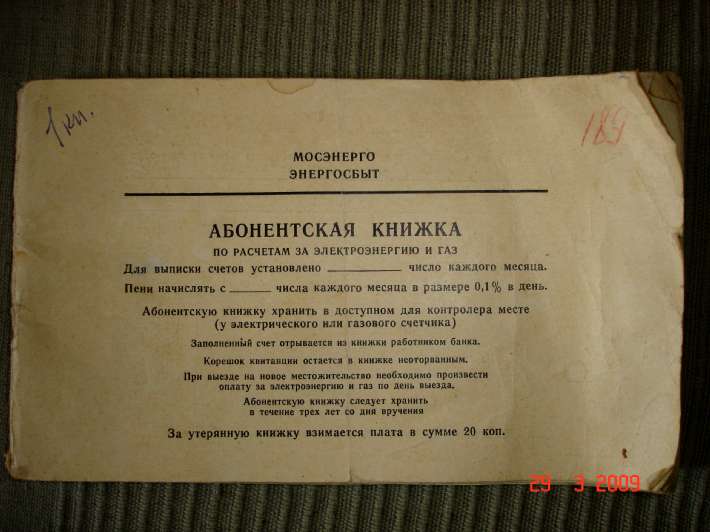 1 кн.
189
МОСЭНЕРГО
ЭНЕРГОСБЫТ
АБОНЕНТСКАЯ КНИЖКА
ПО РАСЧЕТАМ ЗА ЭЛЕКТРОЭНЕРГИЮ И ГАЗ
Для выписки счетов установлено ________ число каждого месяца.
Пени начислять с _____ числа каждого месяца в размере 0,1% в день.
Абонентскую книжку хранить в доступном для контролера месте
(у электрического или газового счетчика)
Заполненный счет отрывается из книжки работником банка.
Корешок квитанции остается в книжке неоторванным.
При выезде на новое местожительство необходимо произвести
оплату за электроэнергию и газ по день выезда.
Абонентскую книжку следует хранить
в течение трех лет со дня вручения
За утерянную книжку взимается плата в сумме 20 коп.
29 3 2009